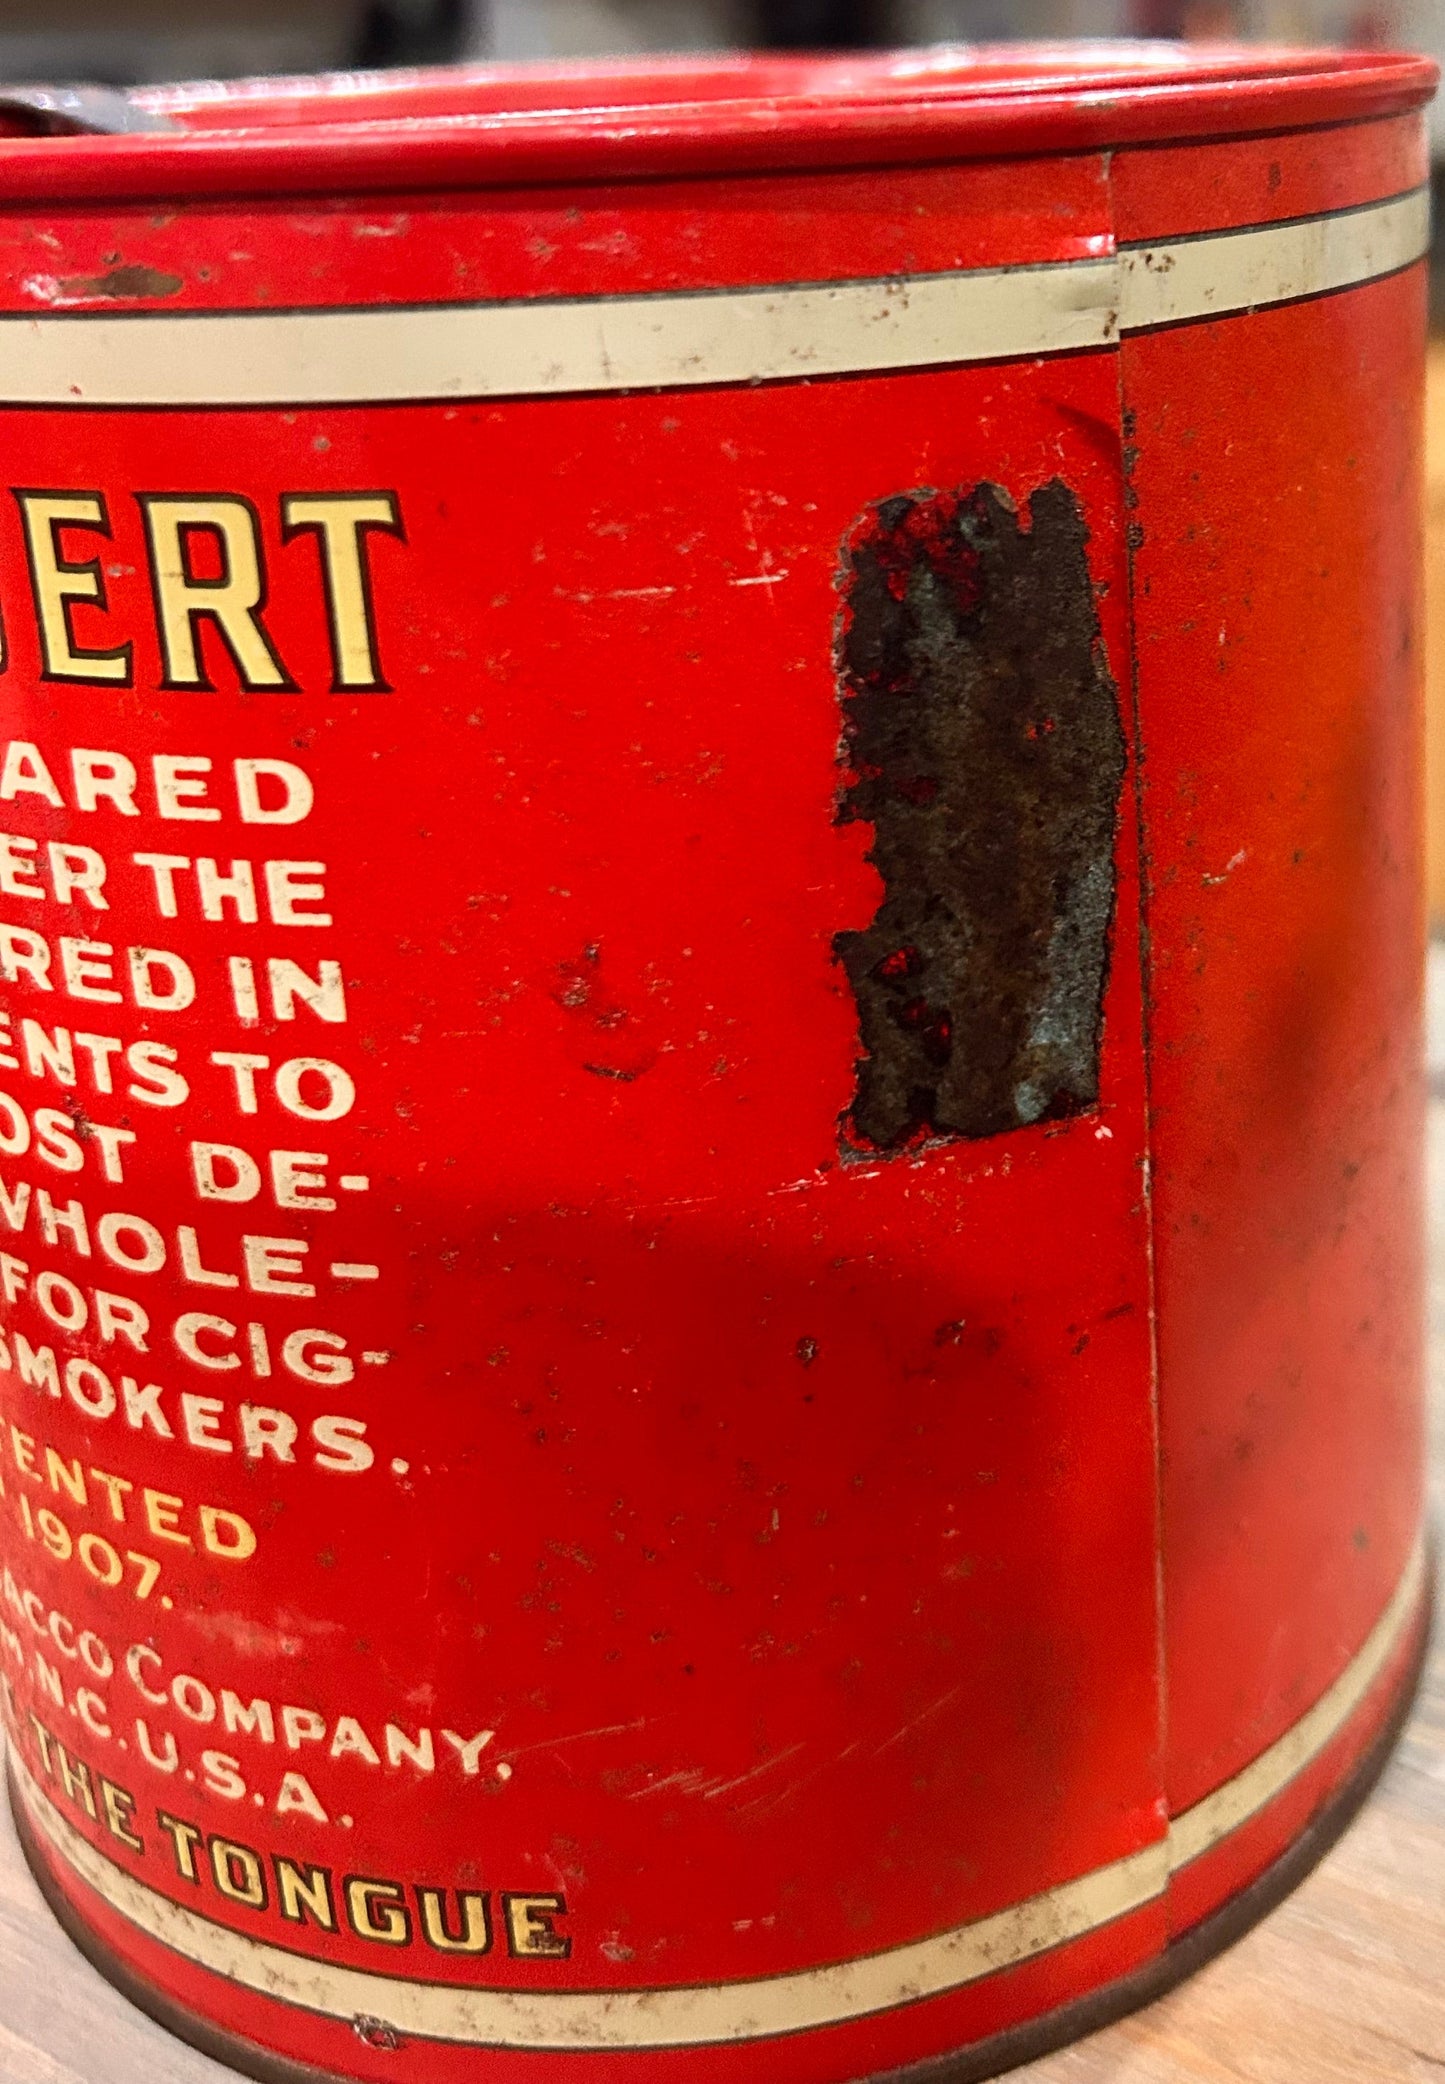 ERT
ARED
ER THE
RED IN
ENTS TO
OST DE-
WHOLE-
FOR CIG-
SMOKERS.
TENTED
1907.
ACCO COMPANY,
M, N.C. U.S.A.
THE TONGUE